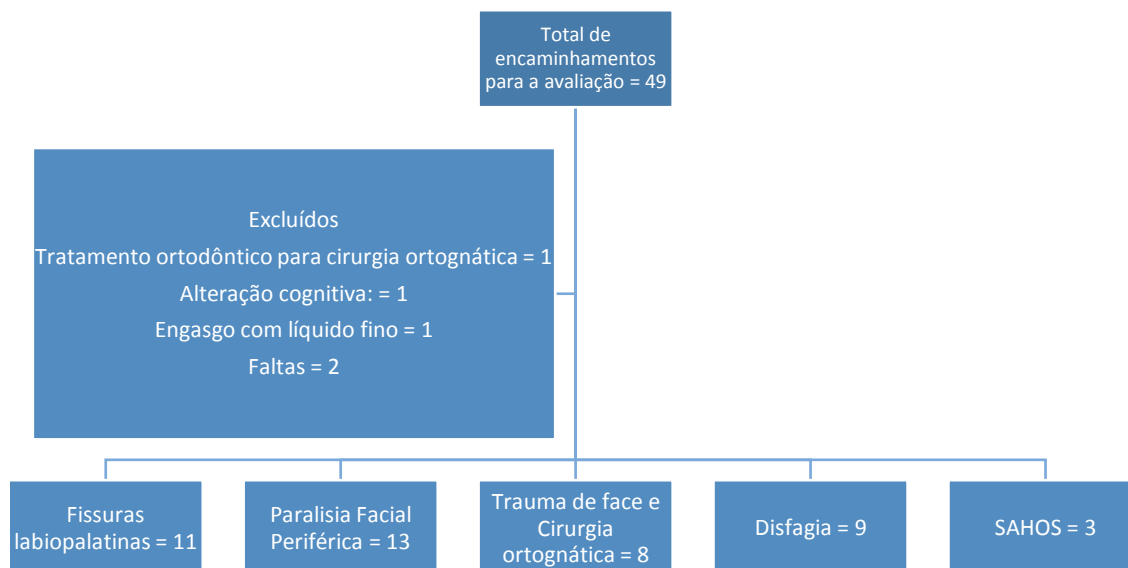 Total de
encaminhamentos
para a avaliação = 49
Excluídos
Tratamento ortodôntico para cirurgia ortognática = 1
Alteração cognitiva: = 1
Engasgo com líquido fino = 1
Faltas = 2
Fissuras
labiopalatinas = 11
Paralisia Facial
Periférica = 13
Trauma de face e
Cirurgia
ortognática = 8
Disfagia = 9
SAHOS = 3